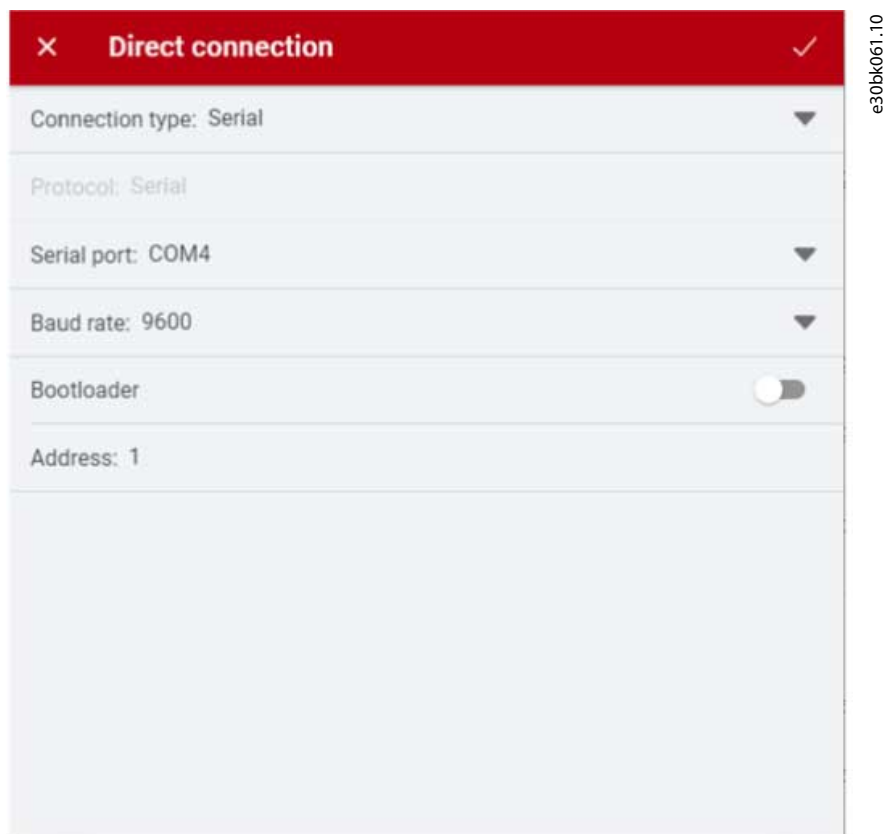 Direct connection
Connection type: Serial
Protocol: Serial
Serial port: COM4
Baud rate: 9600
Bootloader
Address: 1
e30bk061.10